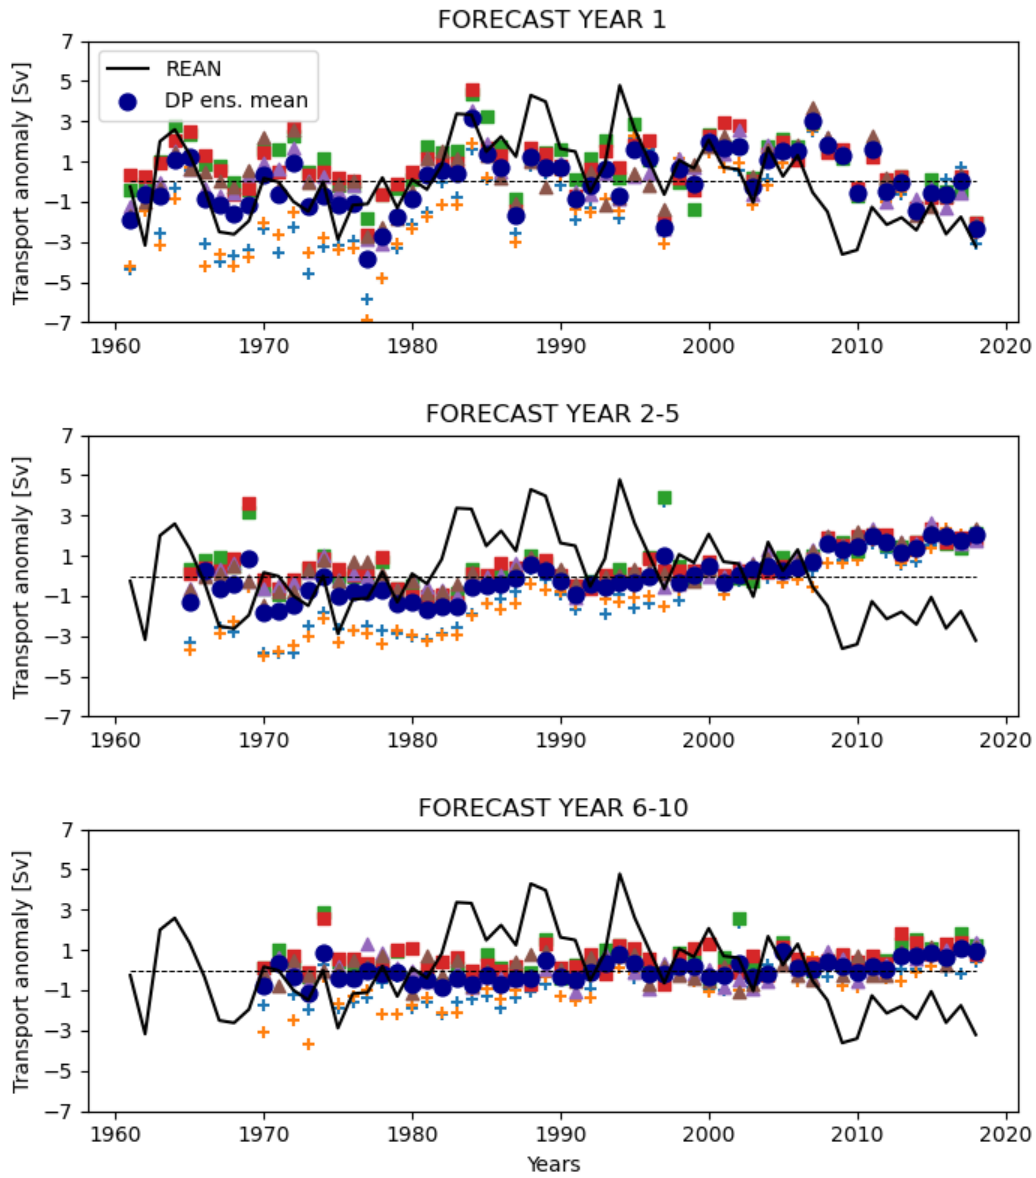 FORECAST YEAR 1
Transport anomaly [Sv]
7
5
3
1
−1
−3
−5
−7
REAN
DP ens. mean
1960 1970 1980 1990 2000 2010 2020
FORECAST YEAR 2-5
Transport anomaly [Sv]
7
5
3
1
−1
−3
−5
−7
1960 1970 1980 1990 2000 2010 2020
FORECAST YEAR 6-10
Transport anomaly [Sv]
7
5
3
1
−1
−3
−5
−7
1960 1970 1980 1990 2000 2010 2020
Years